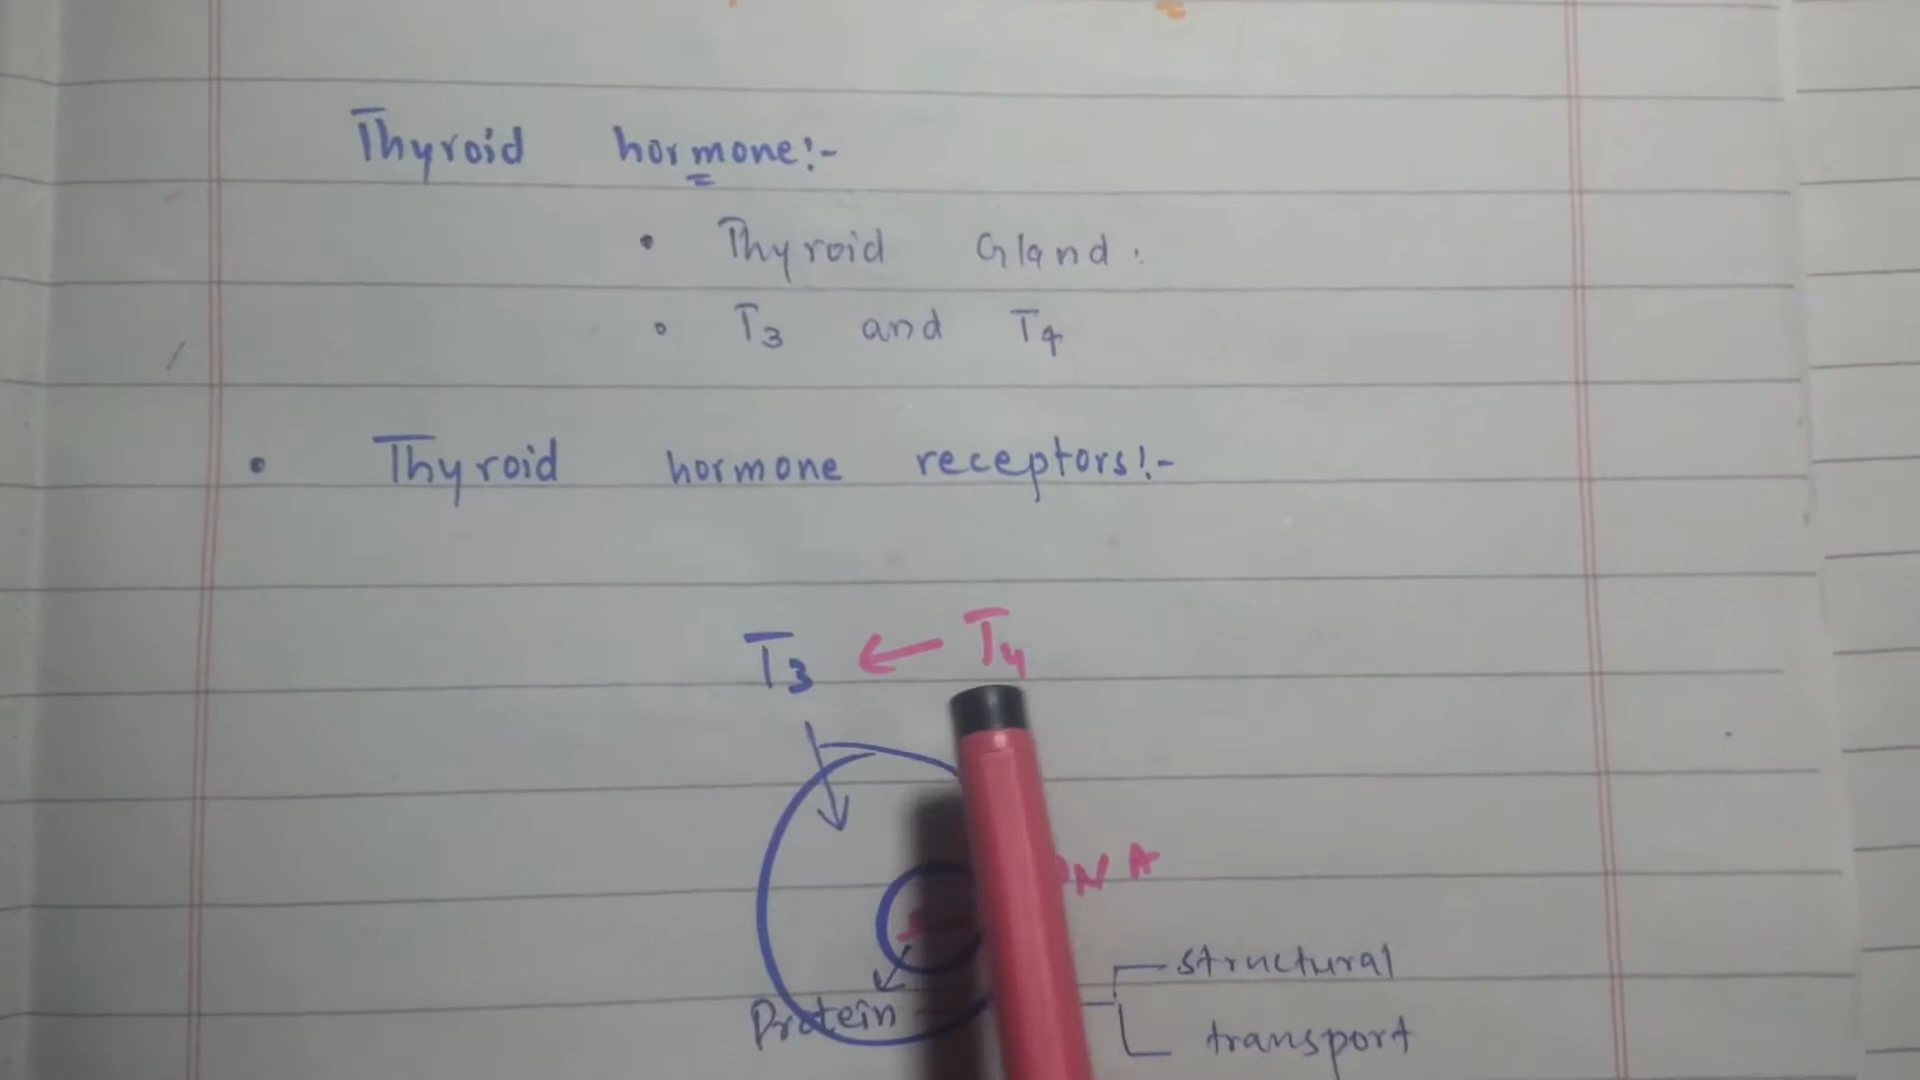 Thyroid hormone:-
• Thyroid Gland.
• T3 and T4
• Thyroid hormone receptors:-
T3 ← T4
structural
Protein
transport